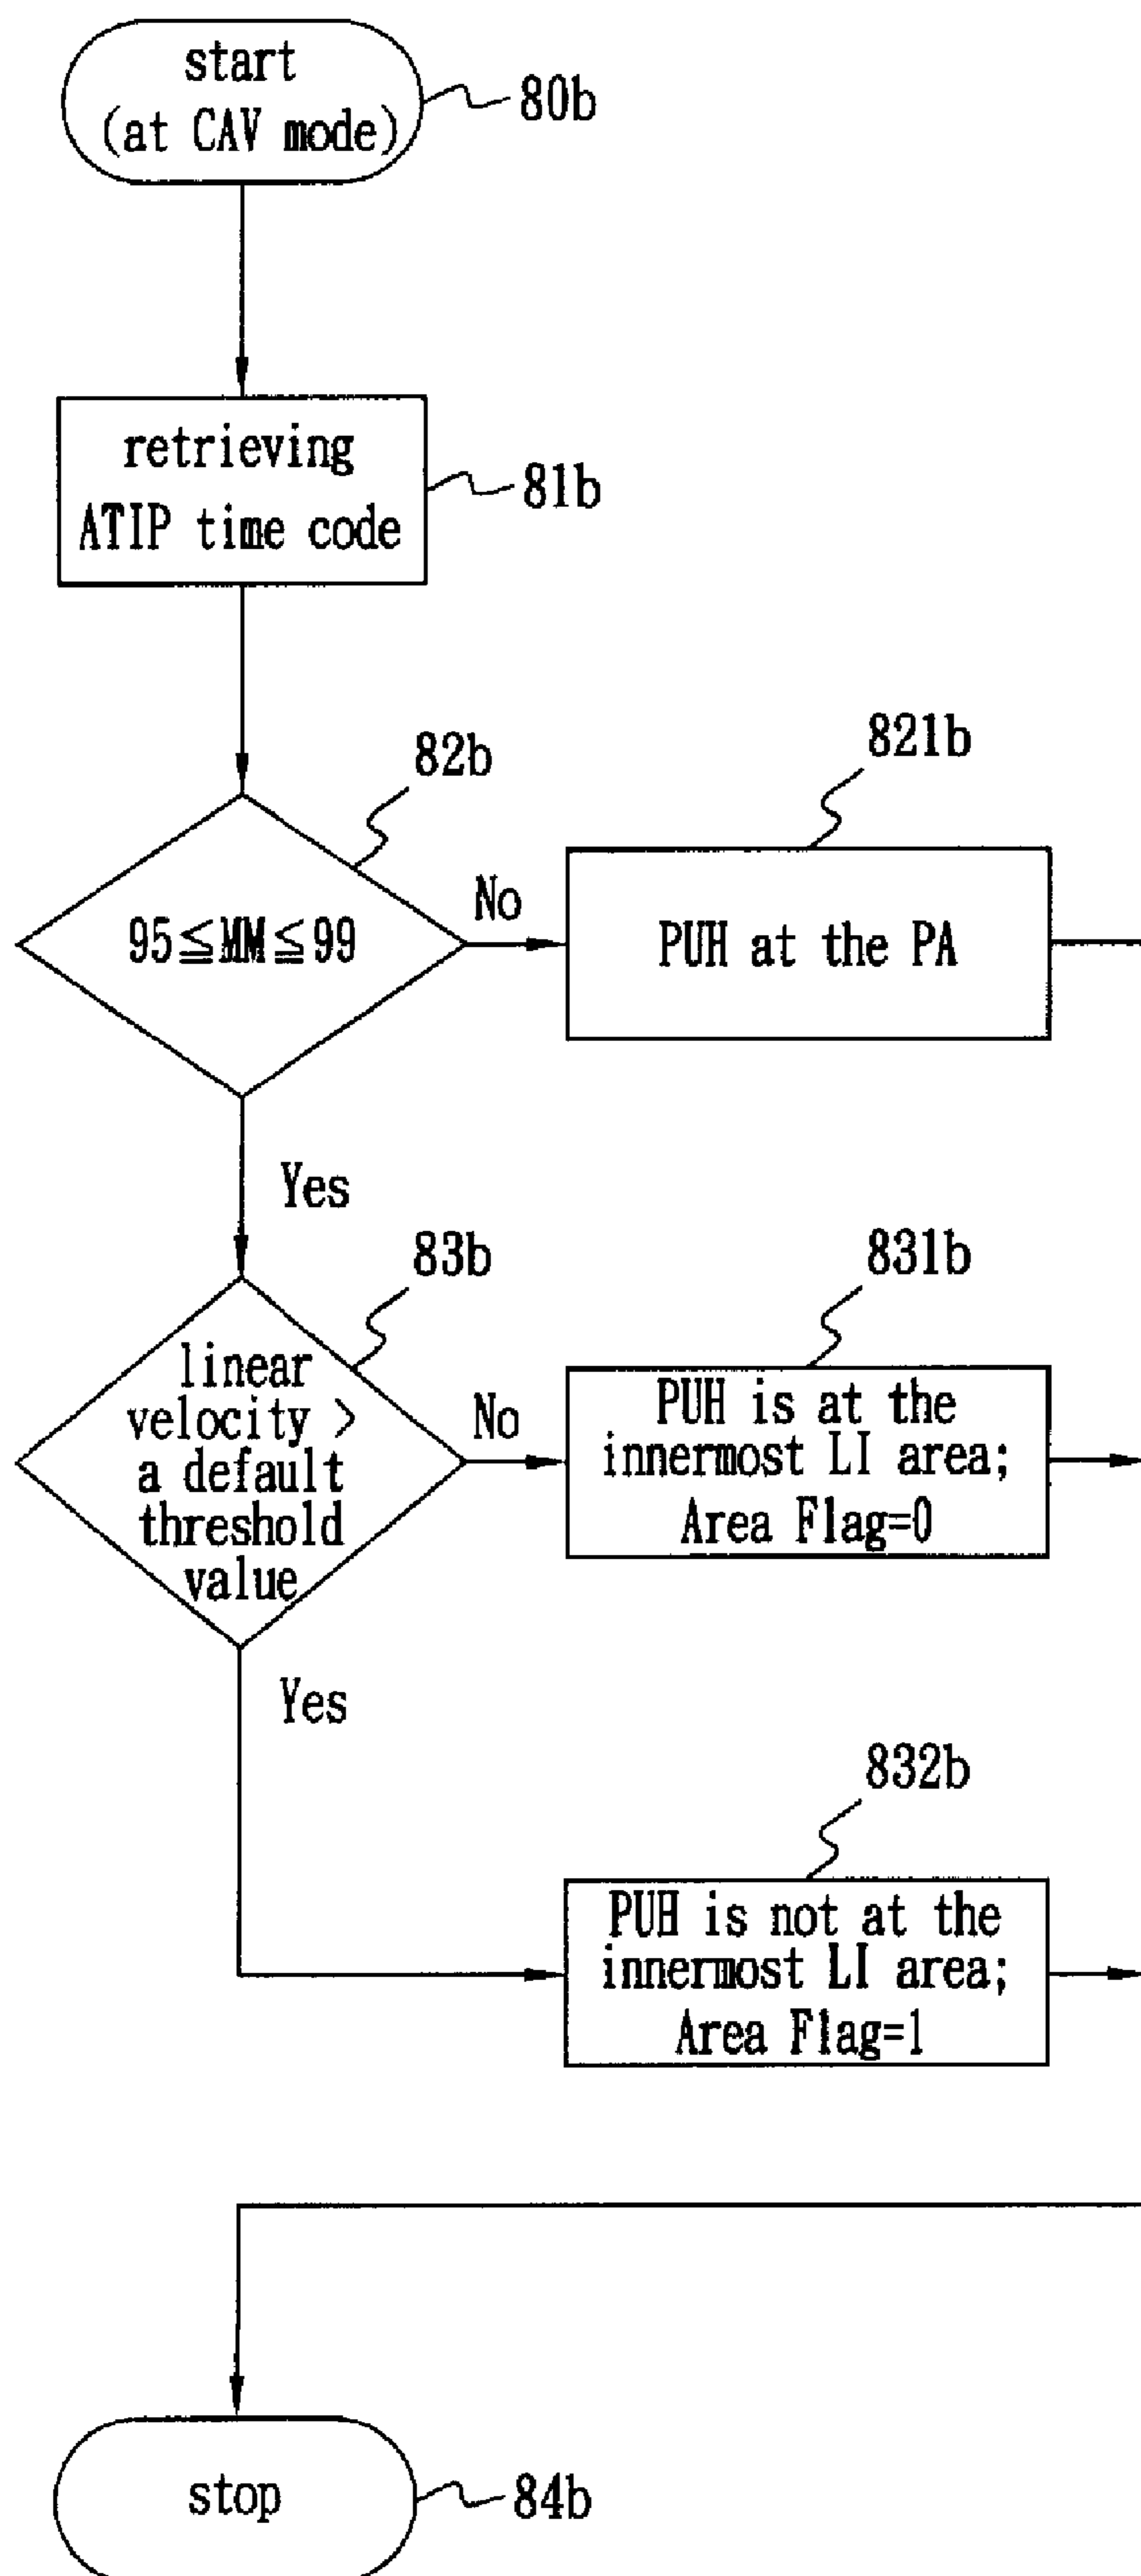 start
(at CAV mode)
80b
retrieving
ATIP time code
81b
82b
95≦MM≦99
No
821b
PUH at the PA
Yes
83b
linear
velocity >
a default
threshold
value
No
831b
PUH is at the
innermost LI area;
Area Flag=0
Yes
832b
PUH is not at the
innermost LI area;
Area Flag=1
stop
84b